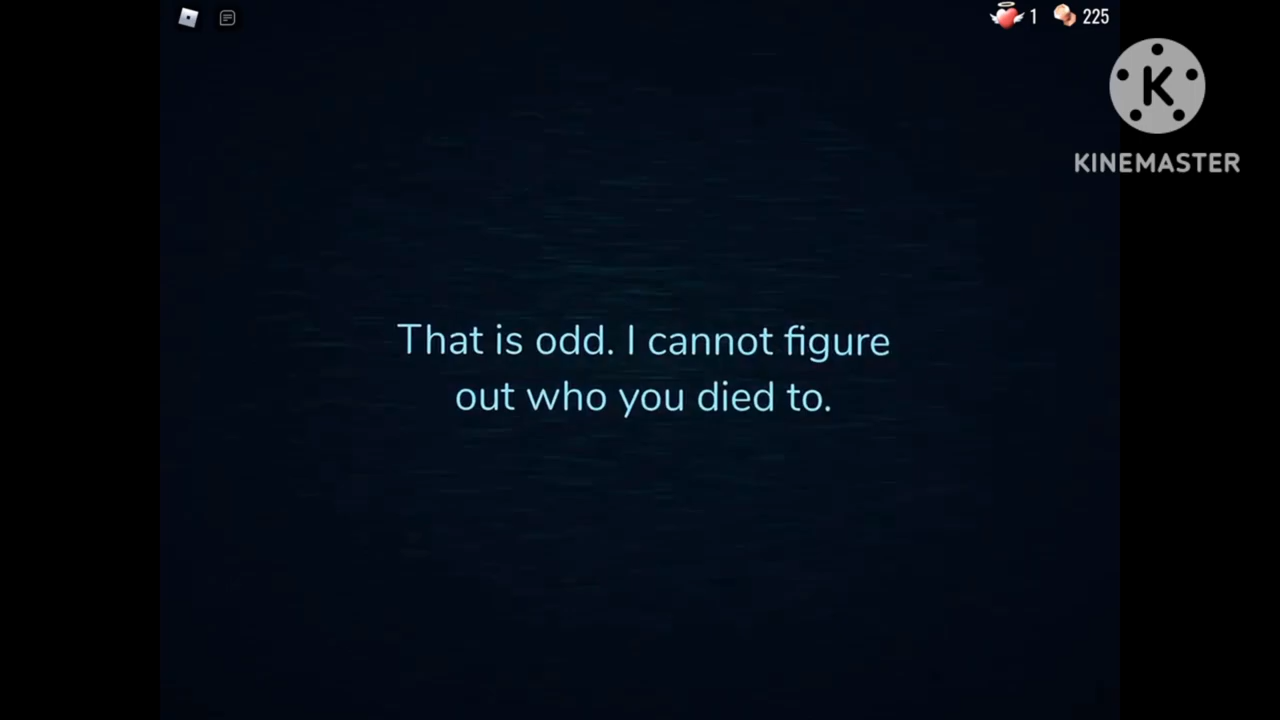 1 225
K
KINEMASTER
That is odd. I cannot figure
out who you died to.